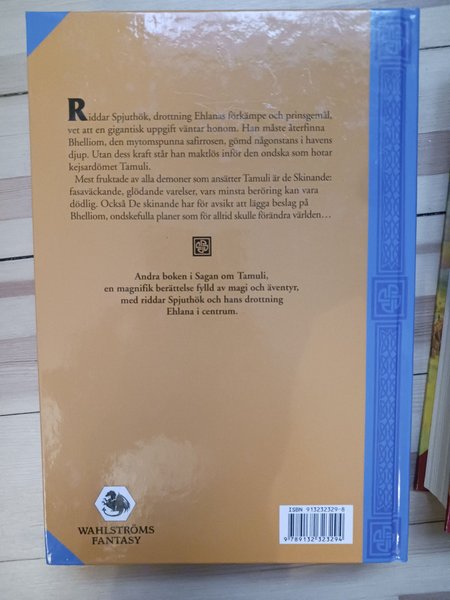 Riddar Spjuthök, drottning Ehlanas förkämpe och prinsgemål,
vet att en gigantisk uppgift väntar honom. Han måste återfinna
Bhelliom, den mytomspunna safirrosen, gömd någonstans i havens
djup. Utan dess kraft står han maktlös inför den ondska som hotar
kejsardömet Tamuli.
Mest fruktade av alla demoner som ansätter Tamuli är de Skinande:
fasaväckande, glödande varelser, vars minsta beröring kan vara
dödlig. Också De skinande har för avsikt att lägga beslag på
Bhelliom, ondskefulla planer som för alltid skulle förändra världen…
Andra boken i Sagan om Tamuli,
en magnifik berättelse fylld av magi och äventyr,
med riddar Spjuthök och hans drottning
Ehlana i centrum.
WAHLSTRÖMS
FANTASY
ISBN 913232329-8
9 789132 323294